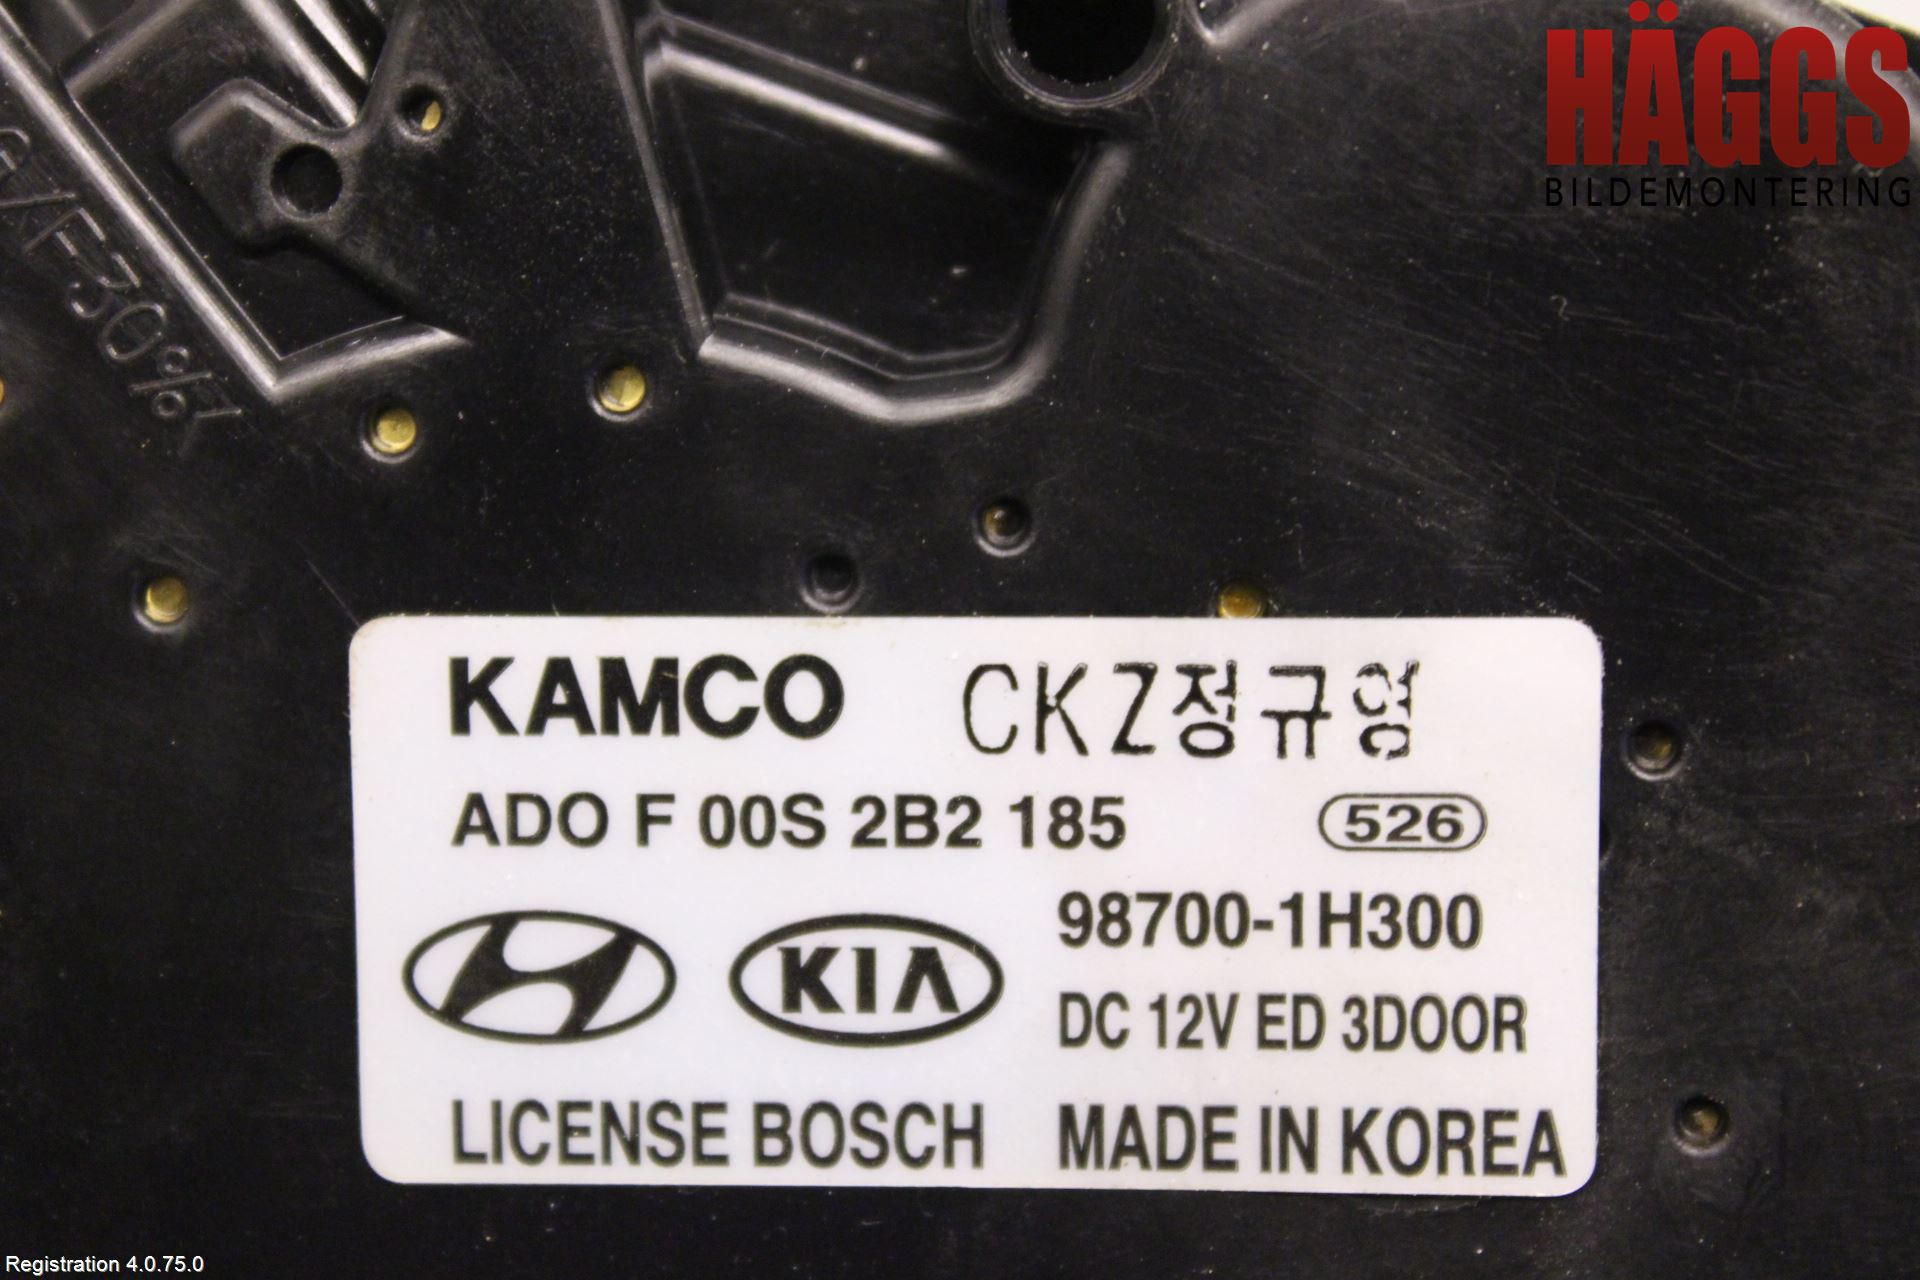 HÄGGS
BILDEMONTERING
/F30%
KAMCO CKZ정규영
ADO F 00S 2B2 185 526
KIA 98700-1H300
DC 12V ED 3DOOR
LICENSE BOSCH MADE IN KOREA
Registration 4.0.75.0